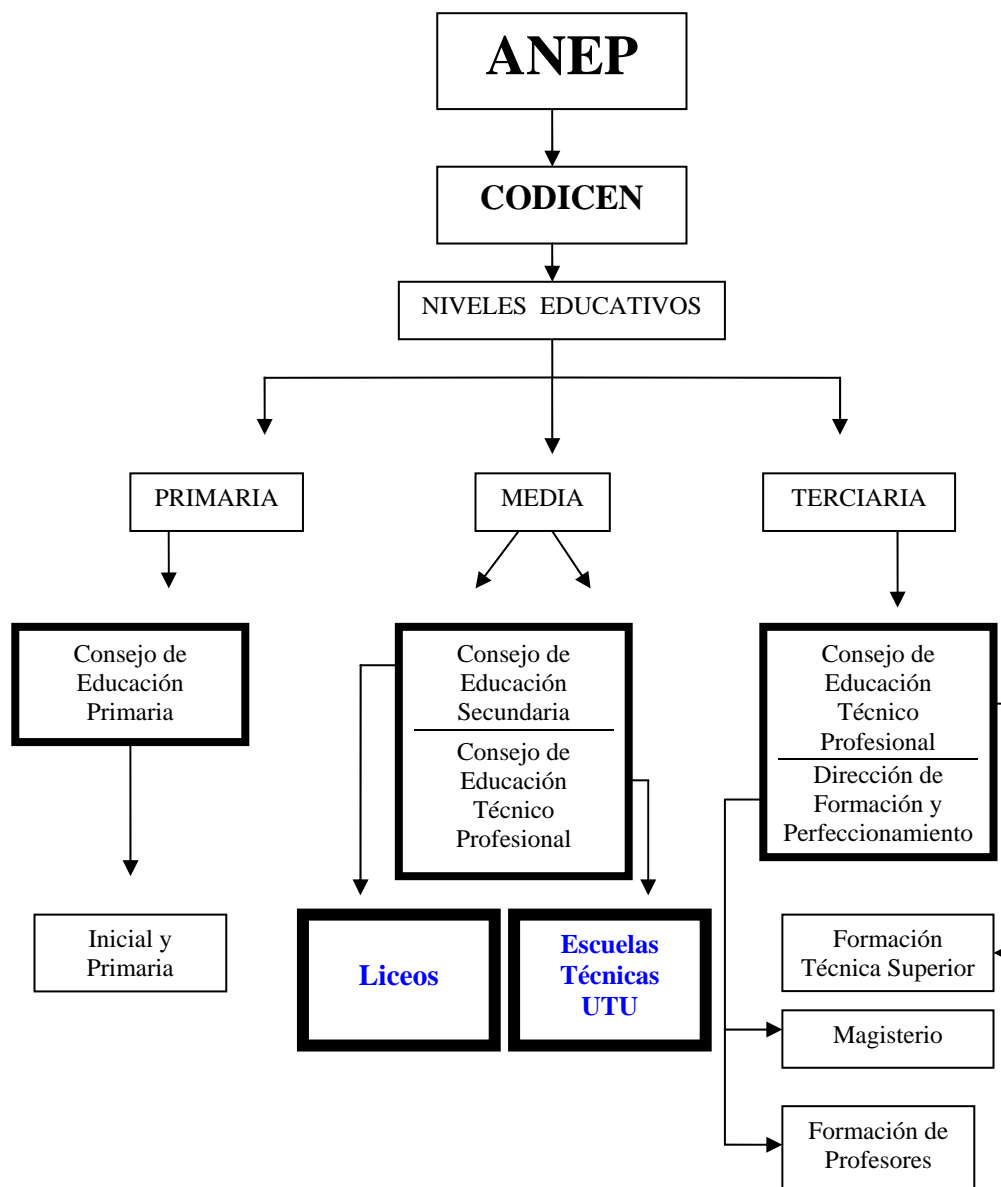 ANEP
CODICEN
NIVELES EDUCATIVOS
PRIMARIA
MEDIA
TERCIARIA
Consejo de
Educación
Primaria
Consejo de
Educación
Secundaria
Consejo de
Educación
Técnico
Profesional
Consejo de
Educación
Técnico
Profesional
Dirección de
Formación y
Perfeccionamiento
Inicial y
Primaria
Liceos
Escuelas
Técnicas
UTU
Formación
Técnica Superior
Magisterio
Formación de
Profesores